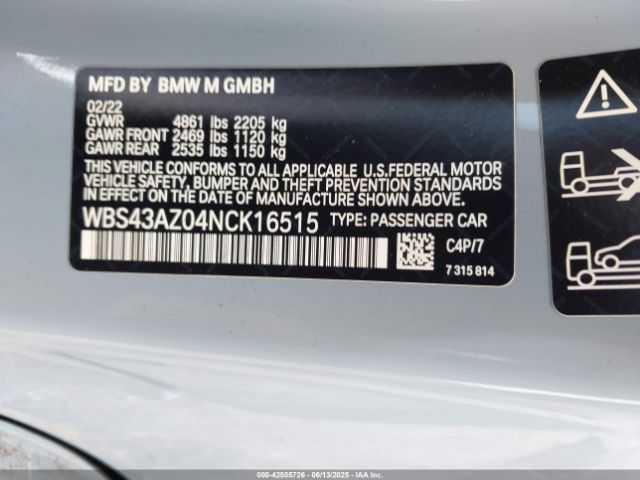 MFD BY BMW M GMBH
02/22
GVWR 4861 lbs 2205 kg
GAWR FRONT 2469 lbs 1120 kg
GAWR REAR 2535 lbs 1150 kg
THIS VEHICLE CONFORMS TO ALL APPLICABLE U.S.FEDERAL MOTOR
VEHICLE SAFETY, BUMPER AND THEFT PREVENTION STANDARDS
IN EFFECT ON THE DATE OF MANUFACTURE SHOWN ABOVE.
WBS43AZ04NCK16515 TYPE: PASSENGER CAR
C4P/7
7 315 814
000-42505726 - 06/13/2025 - IAA Inc.